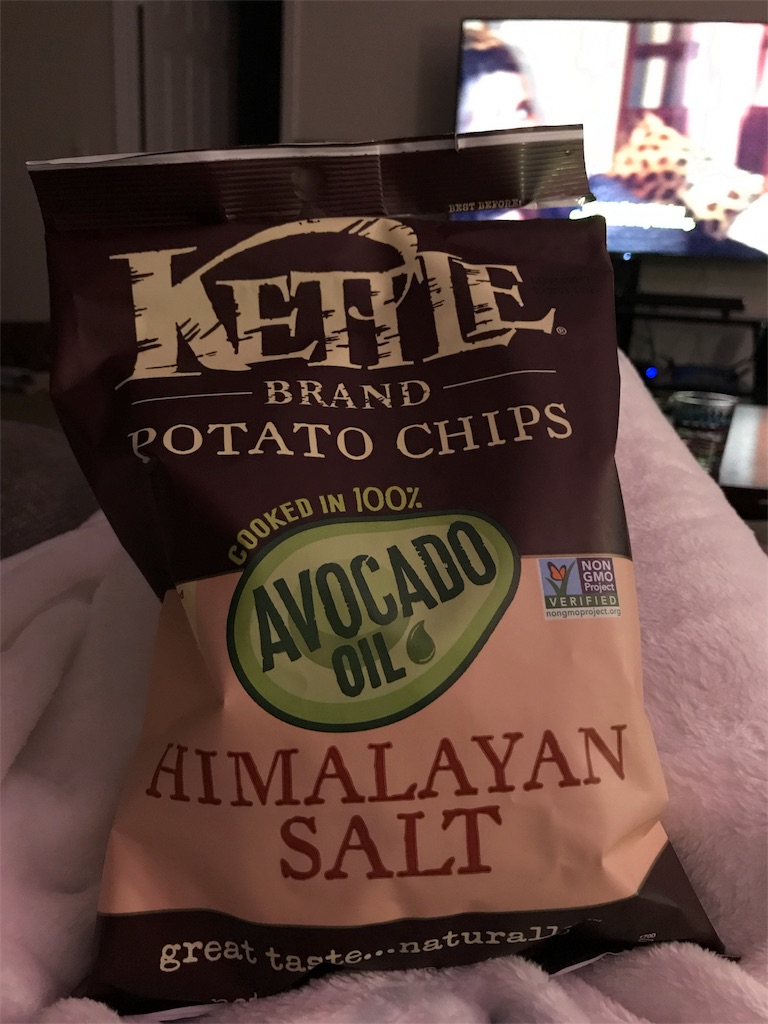 BEST BEFORE:
KETTLE®
BRAND
POTATO CHIPS
COOKED IN 100%
AVOCADO
OIL
NON
GMO
Project
VERIFIED
nongmoproject.org
HIMALAYAN
SALT
great taste...naturally